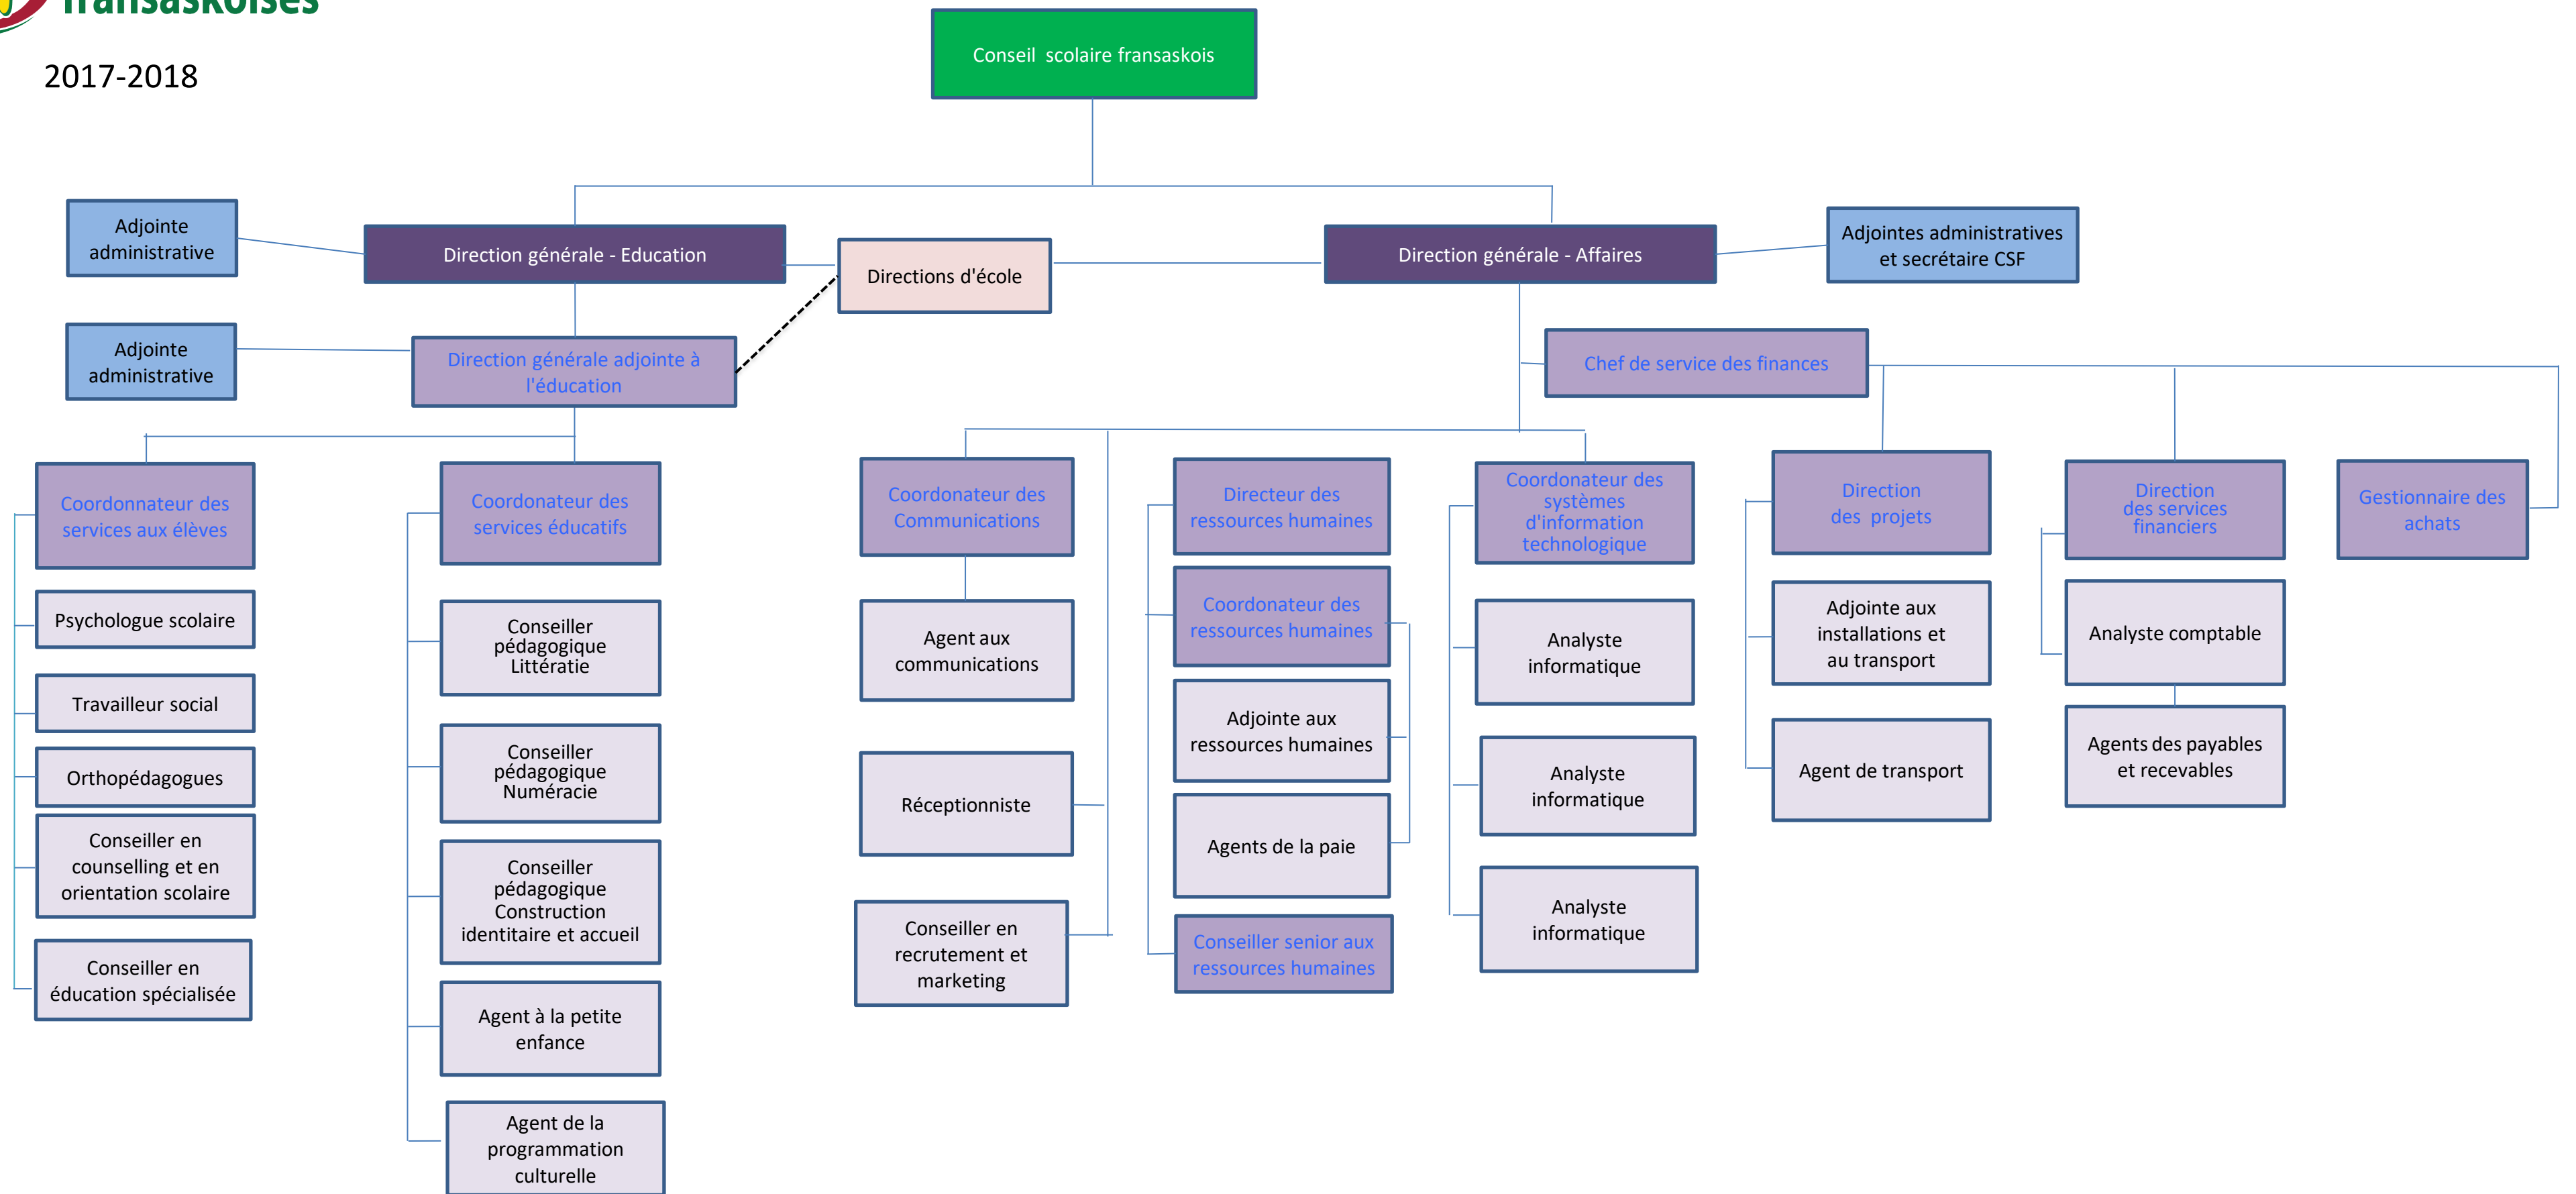 fransaskoises
2017-2018
Conseil scolaire fransaskois
Adjointe
administrative
Direction générale - Education
Directions d'école
Direction générale - Affaires
Adjointes administratives
et secrétaire CSF
Adjointe
administrative
Direction générale adjointe à
l'éducation
Chef de service des finances
Coordonnateur des
services aux élèves
Psychologue scolaire
Travailleur social
Orthopédagogues
Conseiller en
counselling et en
orientation scolaire
Conseiller en
éducation spécialisée
Coordonateur des
services éducatifs
Conseiller
pédagogique
Littératie
Conseiller
pédagogique
Numéracie
Conseiller
pédagogique
Construction
identitaire et accueil
Agent à la petite
enfance
Agent de la
programmation
culturelle
Coordonateur des
Communications
Agent aux
communications
Réceptionniste
Conseiller en
recrutement et
marketing
Directeur des
ressources humaines
Coordonateur des
ressources humaines
Adjointe aux
ressources humaines
Agents de la paie
Conseiller senior aux
ressources humaines
Coordonateur des
systèmes
d'information
technologique
Analyste
informatique
Analyste
informatique
Analyste
informatique
Direction
des projets
Adjointe aux
installations et
au transport
Agent de transport
Direction
des services
financiers
Analyste comptable
Agents des payables
et recevables
Gestionnaire des
achats